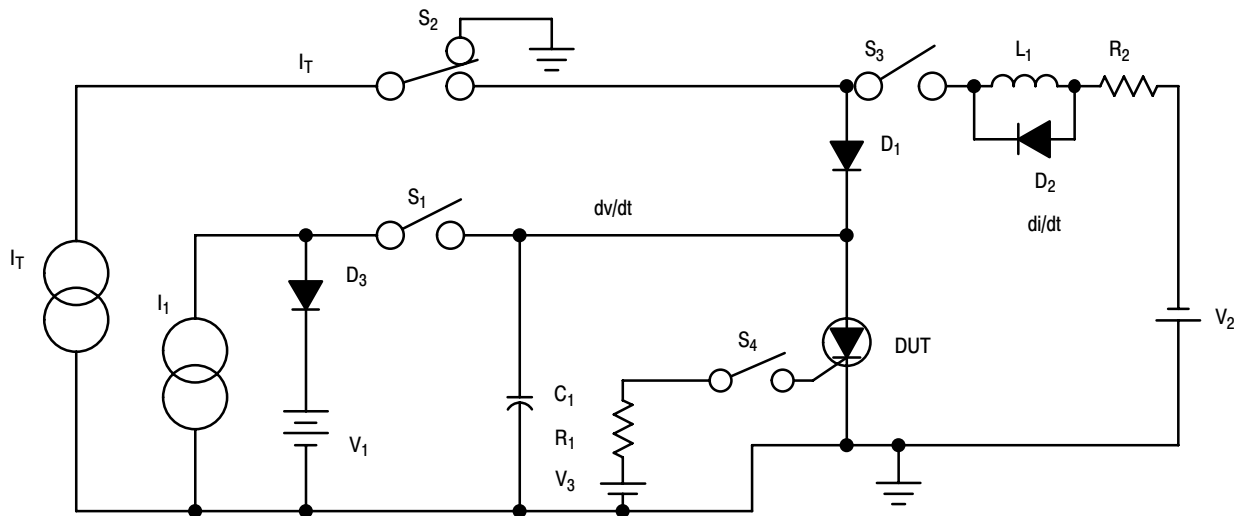 S2
IT
S3
L1
R2
D1
D2
di/dt
S1
dv/dt
IT
I1
D3
V2
S4
DUT
C1
R1
V1
V3